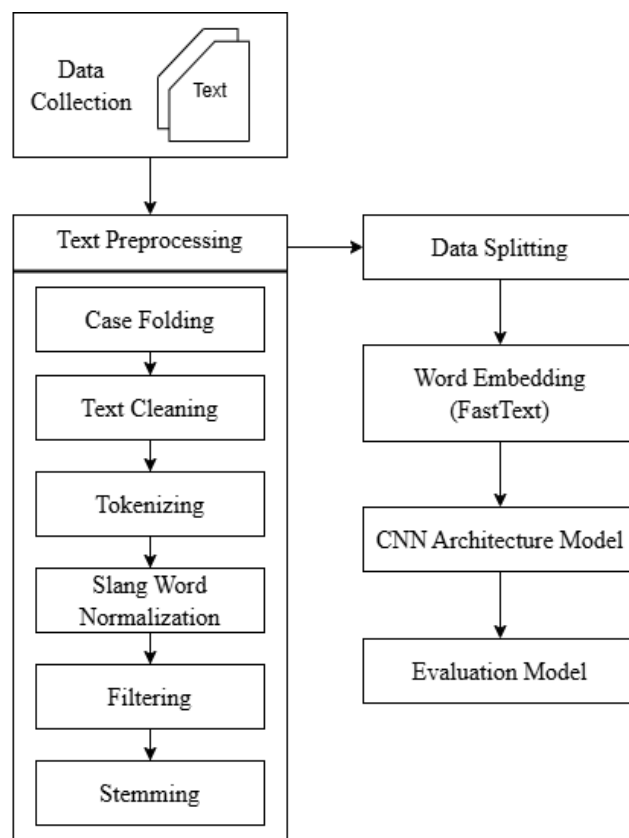 Data
Collection
Text
Text Preprocessing
Case Folding
Text Cleaning
Tokenizing
Slang Word
Normalization
Filtering
Stemming
Data Splitting
Word Embedding
(FastText)
CNN Architecture Model
Evaluation Model